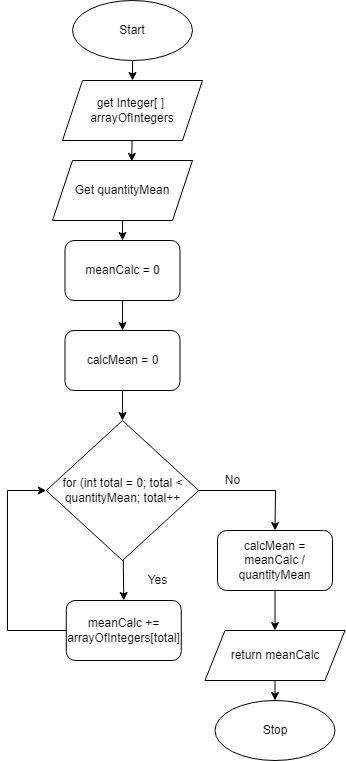 Start
get Integer[ ]
arrayOfIntegers
Get quantityMean
meanCalc = 0
calcMean = 0
for (int total = 0; total <
quantityMean; total++
No
calcMean =
meanCalc /
quantityMean
Yes
meanCalc +=
arrayOfIntegers[total]
return meanCalc
Stop